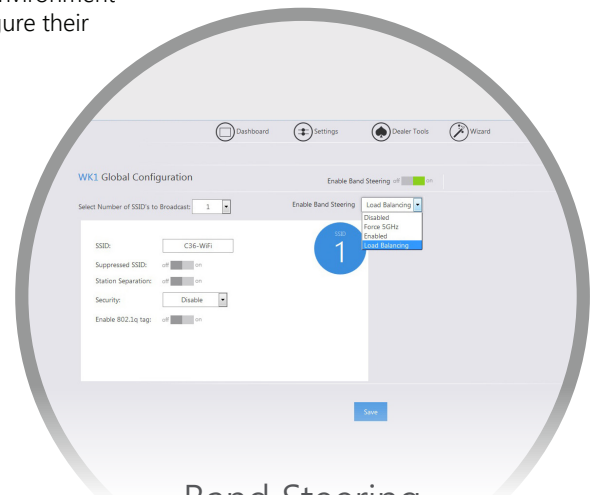 nvironment
gure their
Dashboard Settings Dealer Tools Wizard
WK1 Global Configuration
Enable Band Steering off on
Select Number of SSID's to Broadcast: 1
Enable Band Steering Load Balancing
Disabled
Force 5GHz
Enabled
Load Balancing
SSID
1
SSID: C36-WiFi
Suppressed SSID: off on
Station Separation: off on
Security: Disable
Enable 802.1q tag: off on
Save
Band Steering